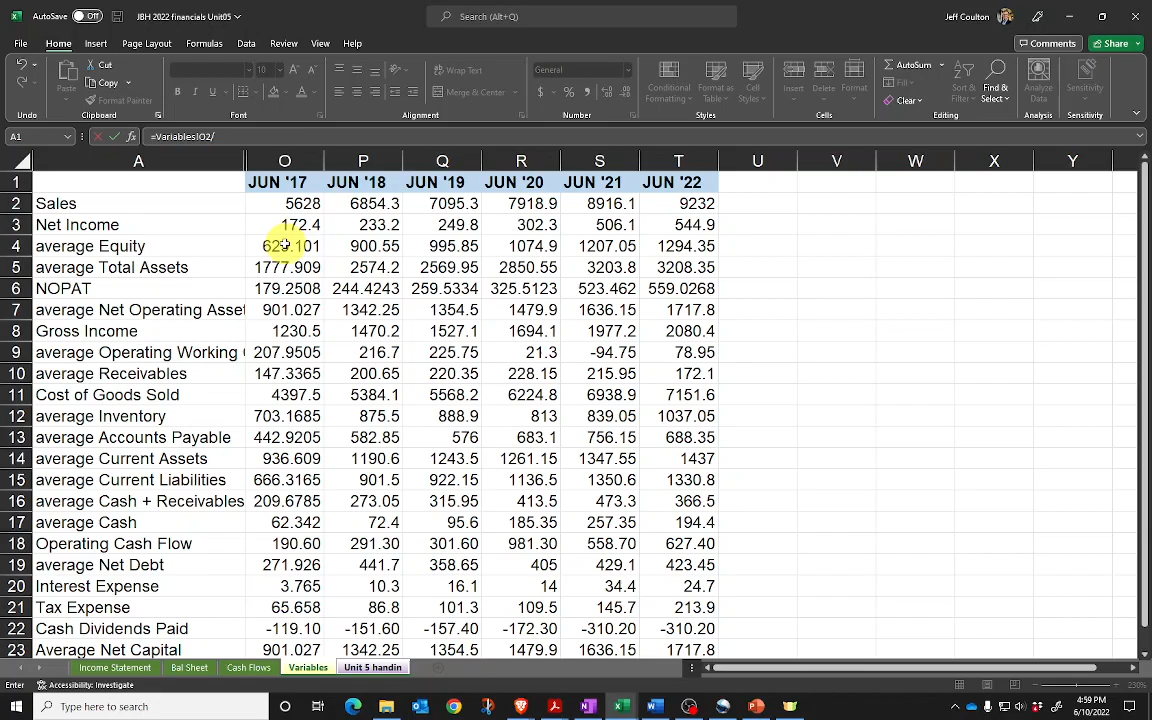 AutoSave Off JBH 2022 financials Unit05 Search (Alt+Q) Jeff Coulton
File Home Insert Page Layout Formulas Data Review View Help Comments Share
Undo Paste Cut Copy Format Painter Clipboard
10 A A B I U A Font
Wrap Text Merge & Center Alignment
General $ % Number
Conditional Formatting Format as Table Cell Styles Styles
Insert Delete Format Cells
AutoSum Fill Clear Sort & Filter Find & Select Editing
Analyze Data Analysis
Sensitivity Sensitivity
A1 fx =Variables!O2/
A O P Q R S T U V W X Y
1 JUN '17 JUN '18 JUN '19 JUN '20 JUN '21 JUN '22
2 Sales 5628 6854.3 7095.3 7918.9 8916.1 9232
3 Net Income 172.4 233.2 249.8 302.3 506.1 544.9
4 average Equity 900.55 995.85 1074.9 1207.05 1294.35
5 average Total Assets 1777.909 2574.2 2569.95 2850.55 3203.8 3208.35
6 NOPAT 179.2508 244.4243 259.5334 325.5123 523.462 559.0268
7 average Net Operating Asset 901.027 1342.25 1354.5 1479.9 1636.15 1717.8
8 Gross Income 1230.5 1470.2 1527.1 1694.1 1977.2 2080.4
9 average Operating Working 207.9505 216.7 225.75 21.3 -94.75 78.95
10 average Receivables 147.3365 200.65 220.35 228.15 215.95 172.1
11 Cost of Goods Sold 4397.5 5384.1 5568.2 6224.8 6938.9 7151.6
12 average Inventory 703.1685 875.5 888.9 813 839.05 1037.05
13 average Accounts Payable 442.9205 582.85 576 683.1 756.15 688.35
14 average Current Assets 936.609 1190.6 1243.5 1261.15 1347.55 1437
15 average Current Liabilities 666.3165 901.5 922.15 1136.5 1350.6 1330.8
16 average Cash + Receivables 209.6785 273.05 315.95 413.5 473.3 366.5
17 average Cash 62.342 72.4 95.6 185.35 257.35 194.4
18 Operating Cash Flow 190.60 291.30 301.60 981.30 558.70 627.40
19 average Net Debt 271.926 441.7 358.65 405 429.1 423.45
20 Interest Expense 3.765 10.3 16.1 14 34.4 24.7
21 Tax Expense 65.658 86.8 101.3 109.5 145.7 213.9
22 Cash Dividends Paid -119.10 -151.60 -157.40 -172.30 -310.20 -310.20
23 Average Net Capital 901.027 1342.25 1354.5 1479.9 1636.15 1717.8
Income Statement Bal Sheet Cash Flows Variables Unit 5 handin
Enter Accessibility: Investigate 230%
Type here to search 4:59 PM
6/10/2022